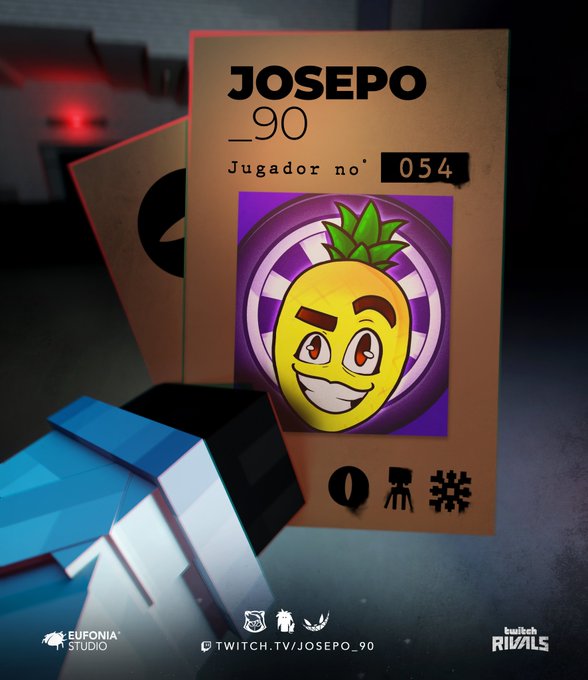 JOSEPO
_90
Jugador no° 054
EUFONIA®
STUDIO
TWITCH.TV/JOSEPO_90
twitch
RIVALS